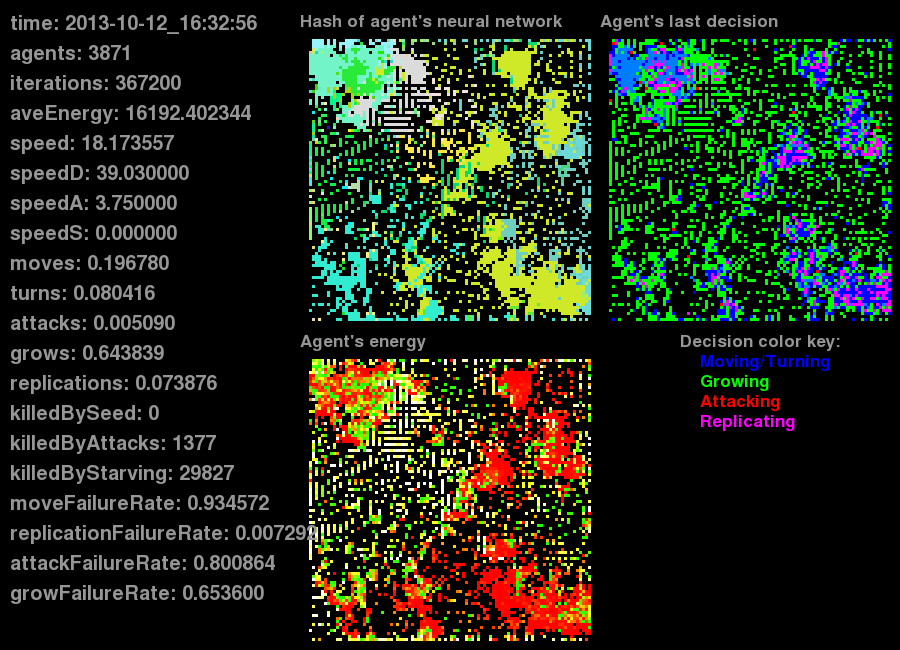 time: 2013-10-12_16:32:56
agents: 3871
iterations: 367200
aveEnergy: 16192.402344
speed: 18.173557
speedD: 39.030000
speedA: 3.750000
speedS: 0.000000
moves: 0.196780
turns: 0.080416
attacks: 0.005090
grows: 0.643839
replications: 0.073876
killedBySeed: 0
killedByAttacks: 1377
killedByStarving: 29827
moveFailureRate: 0.934572
replicationFailureRate: 0.007292
attackFailureRate: 0.800864
growFailureRate: 0.653600
Hash of agent's neural network
Agent's last decision
Agent's energy
Decision color key:
Moving/Turning
Growing
Attacking
Replicating